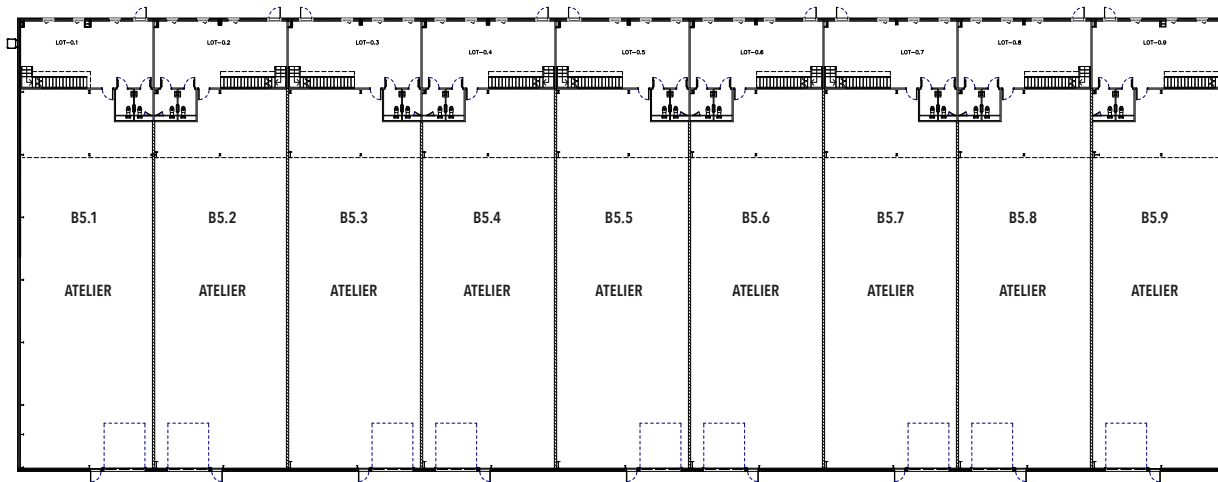 LOT-0.1
LOT-0.2
LOT-0.3
LOT-0.4
LOT-0.5
LOT-0.6
LOT-0.7
LOT-0.8
LOT-0.9
B5.1
B5.2
B5.3
B5.4
B5.5
B5.6
B5.7
B5.8
B5.9
ATELIER
ATELIER
ATELIER
ATELIER
ATELIER
ATELIER
ATELIER
ATELIER
ATELIER